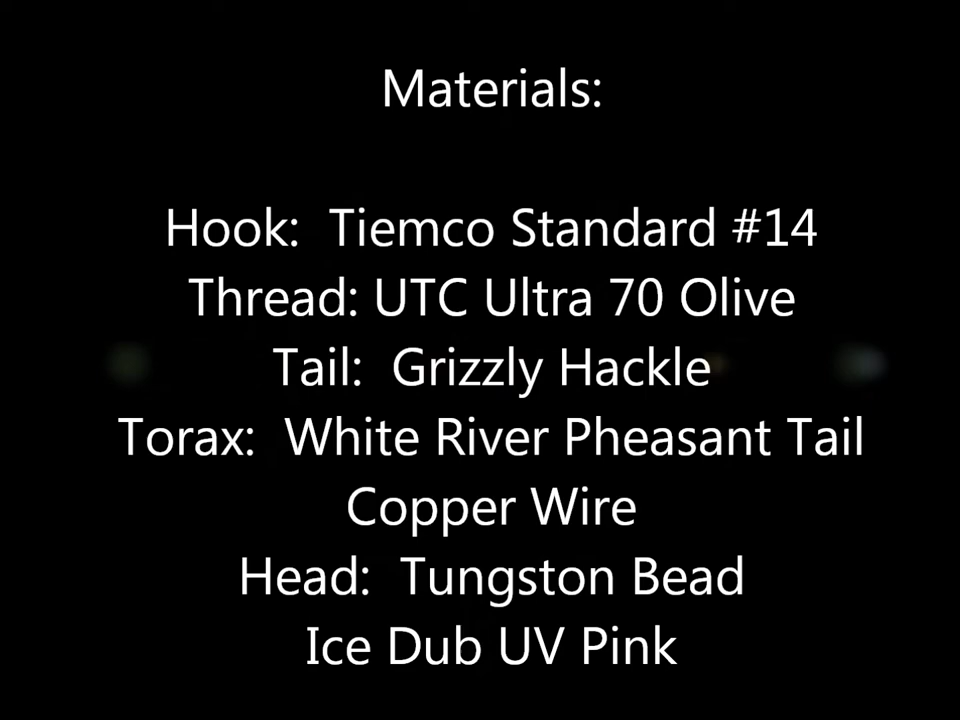 Materials:
Hook: Tiemco Standard #14
Thread: UTC Ultra 70 Olive
Tail: Grizzly Hackle
Torax: White River Pheasant Tail
Copper Wire
Head: Tungston Bead
Ice Dub UV Pink